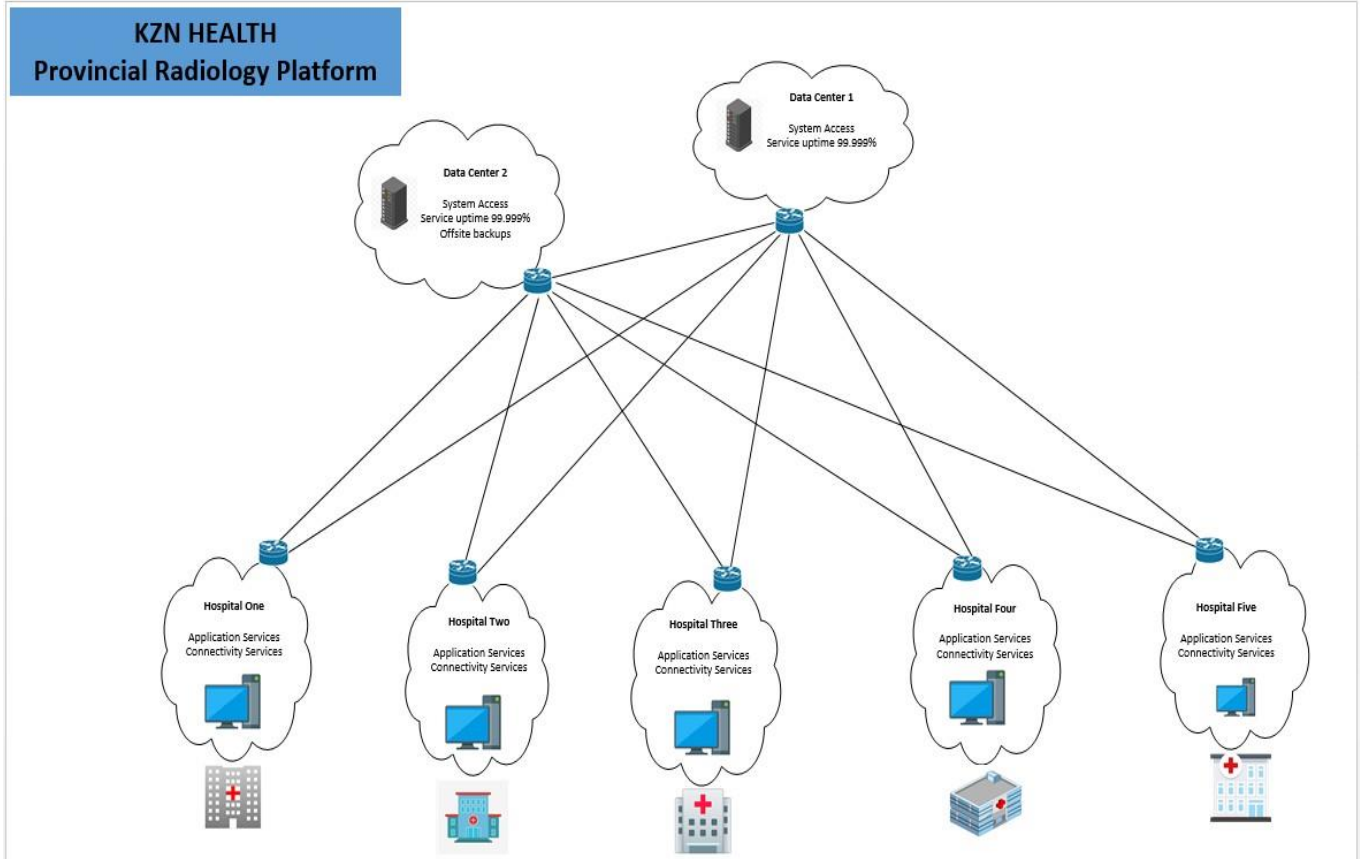 KZN HEALTH
Provincial Radiology Platform
Data Center 1
System Access
Service uptime 99.999%
Data Center 2
System Access
Service uptime 99.999%
Offsite backups
Hospital One
Application Services
Connectivity Services
Hospital Two
Application Services
Connectivity Services
Hospital Three
Application Services
Connectivity Services
Hospital Four
Application Services
Connectivity Services
Hospital Five
Application Services
Connectivity Services